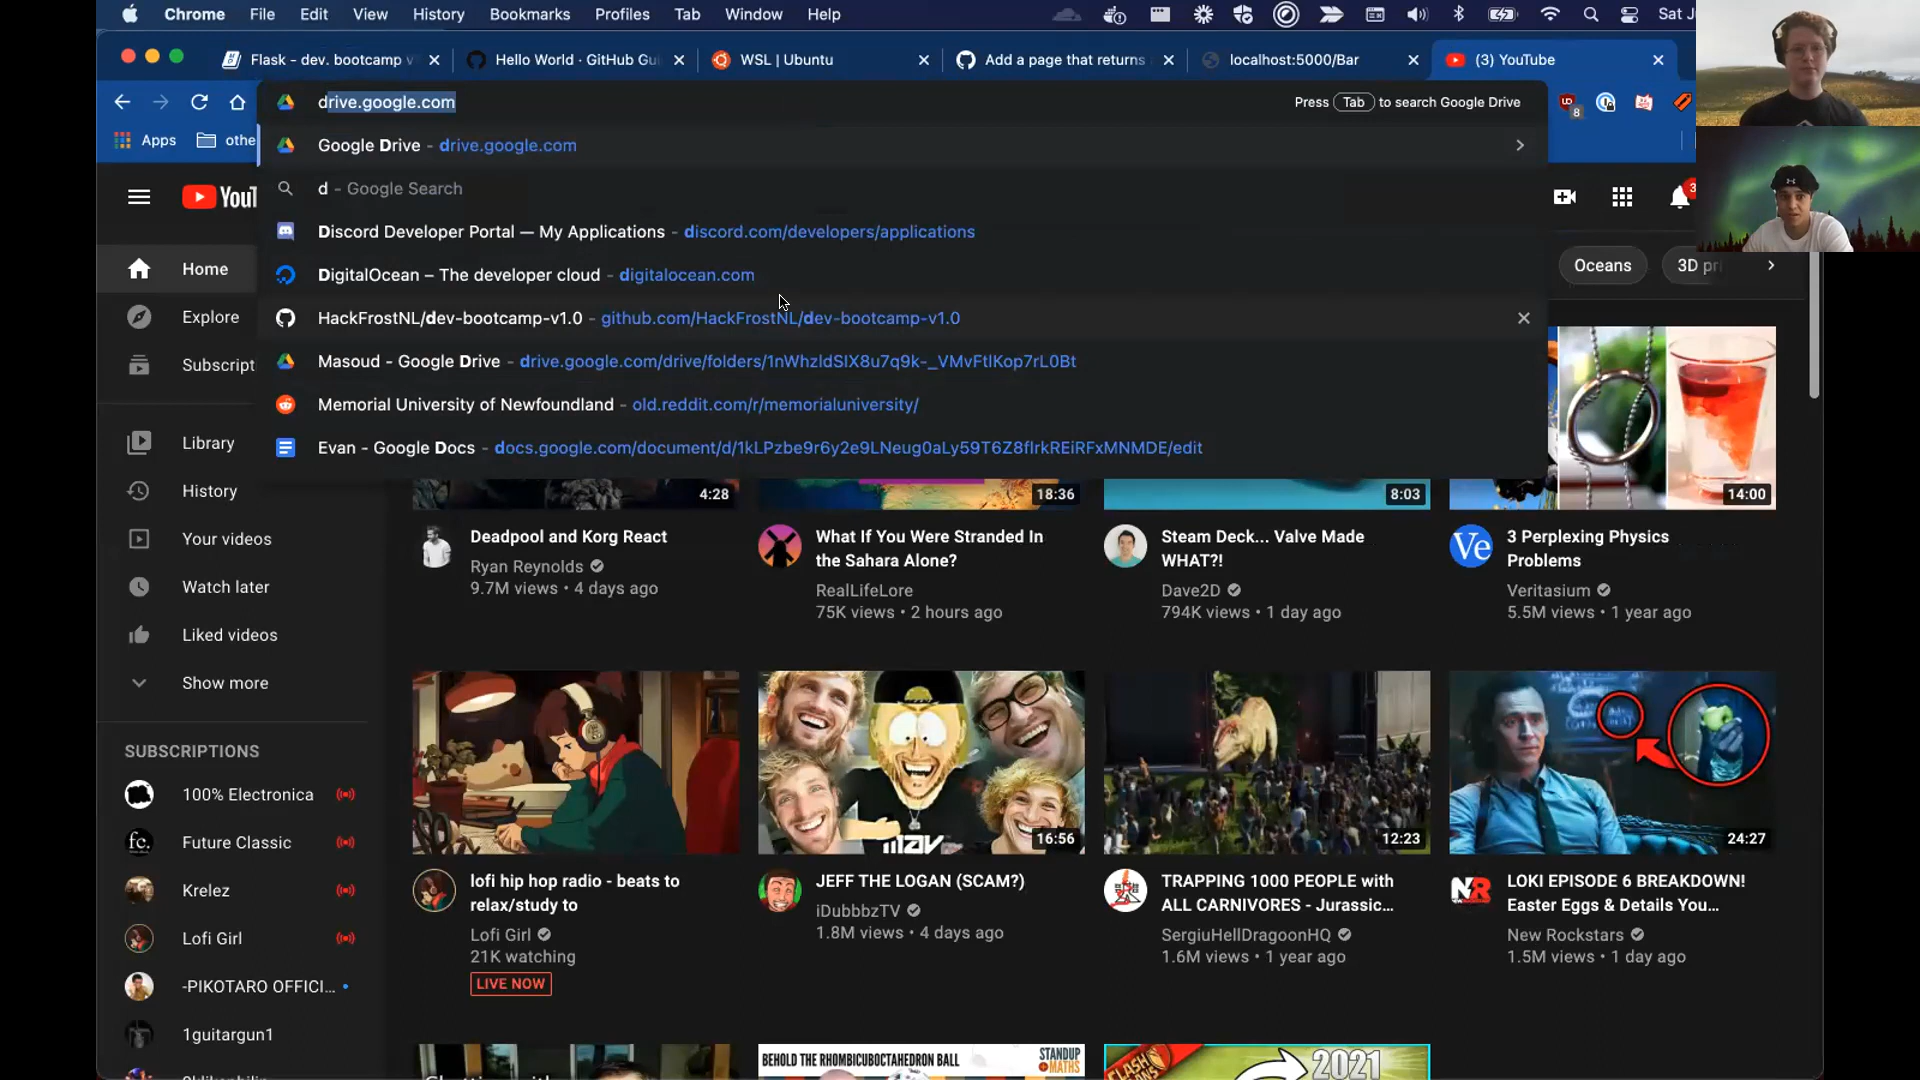 Chrome File Edit View History Bookmarks Profiles Tab Window Help
Flask - dev. bootcamp v Hello World · GitHub Gui WSL | Ubuntu Add a page that returns localhost:5000/Bar (3) YouTube
drive.google.com Press Tab to search Google Drive
8
Apps othe
Google Drive - drive.google.com
d - Google Search
Discord Developer Portal — My Applications - discord.com/developers/applications
DigitalOcean – The developer cloud - digitalocean.com
HackFrostNL/dev-bootcamp-v1.0 - github.com/HackFrostNL/dev-bootcamp-v1.0
Masoud - Google Drive - drive.google.com/drive/folders/1nWhzldSlX8u7q9k-_VMvFtlKop7rL0Bt
Memorial University of Newfoundland - old.reddit.com/r/memorialuniversity/
Evan - Google Docs - docs.google.com/document/d/1kLPzbe9r6y2e9LNeug0aLy59T6Z8fIrkREiRFxMNMDE/edit
YouT
3
Oceans 3D pri
Home
Explore
Subscript
Library
History
Your videos
Watch later
Liked videos
Show more
SUBSCRIPTIONS
100% Electronica
fc.
Future Classic
Krelez
Lofi Girl
-PIKOTARO OFFICI...
1guitargun1
4:28
Deadpool and Korg React
Ryan Reynolds
9.7M views • 4 days ago
18:36
What If You Were Stranded In
the Sahara Alone?
RealLifeLore
75K views • 2 hours ago
8:03
Steam Deck... Valve Made
WHAT?!
Dave2D
794K views • 1 day ago
14:00
Ve
3 Perplexing Physics
Problems
Veritasium
5.5M views • 1 year ago
lofi hip hop radio - beats to
relax/study to
Lofi Girl
21K watching
LIVE NOW
16:56
JEFF THE LOGAN (SCAM?)
iDubbbzTV
1.8M views • 4 days ago
12:23
TRAPPING 1000 PEOPLE with
ALL CARNIVORES - Jurassic...
SergiuHellDragoonHQ
1.6M views • 1 year ago
24:27
NR
LOKI EPISODE 6 BREAKDOWN!
Easter Eggs & Details You...
New Rockstars
1.5M views • 1 day ago
BEHOLD THE RHOMBICUBOCTAHEDRON BALL
STANDUP
MATHS
2021